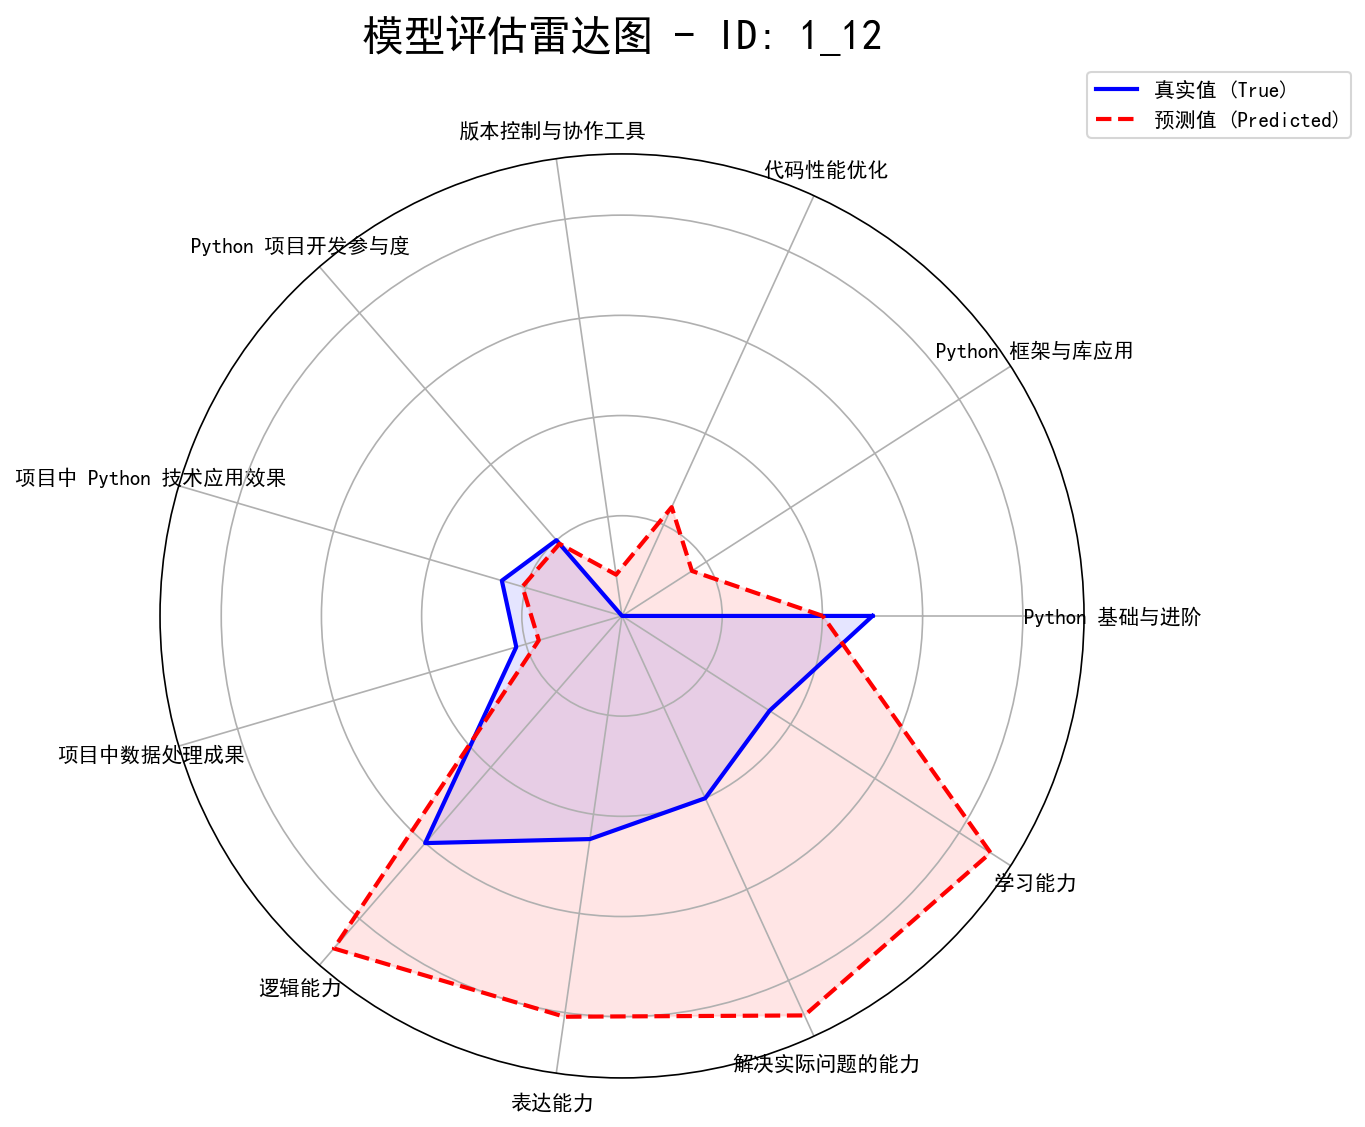 模型评估雷达图 - ID: 1_12
真实值 (True)
预测值 (Predicted)
版本控制与协作工具
代码性能优化
Python 项目开发参与度
Python 框架与库应用
项目中 Python 技术应用效果
Python 基础与进阶
项目中数据处理成果
学习能力
逻辑能力
解决实际问题的能力
表达能力